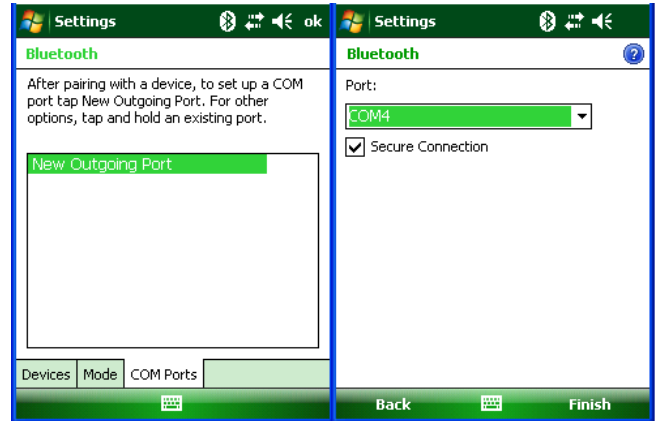 Settings
ok
Bluetooth
After pairing with a device, to set up a COM
port tap New Outgoing Port. For other
options, tap and hold an existing port.
New Outgoing Port
Devices Mode COM Ports
Settings
Bluetooth
?
Port:
COM4
Secure Connection
Back Finish